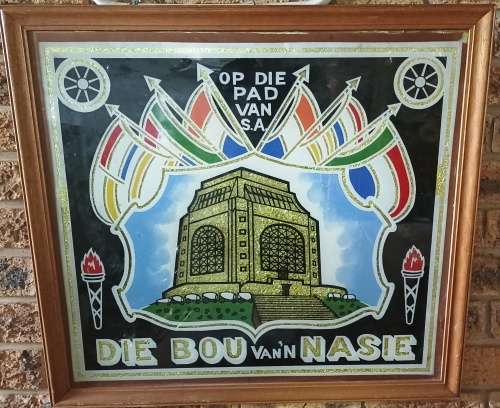 OP DIE
PAD
VAN
S.A.
DIE BOU VAN'N NASIE